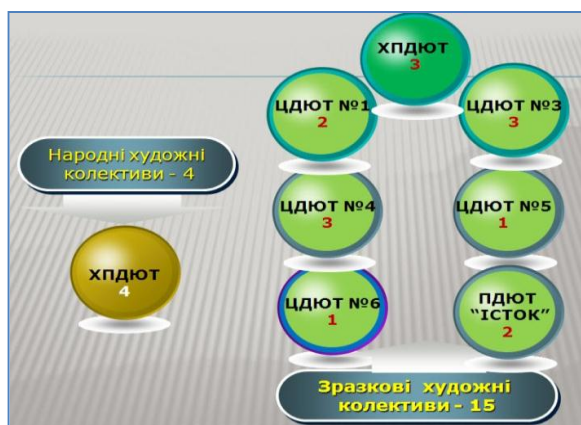 ХПДЮТ
3
ЦДЮТ №1
2
ЦДЮТ №3
3
Народні художні
колективи - 4
ЦДЮТ №4
3
ЦДЮТ №5
1
ХПДЮТ
4
ЦДЮТ №6
1
ПДЮТ
"ІСТОК"
2
Зразкові художні
колективи - 15